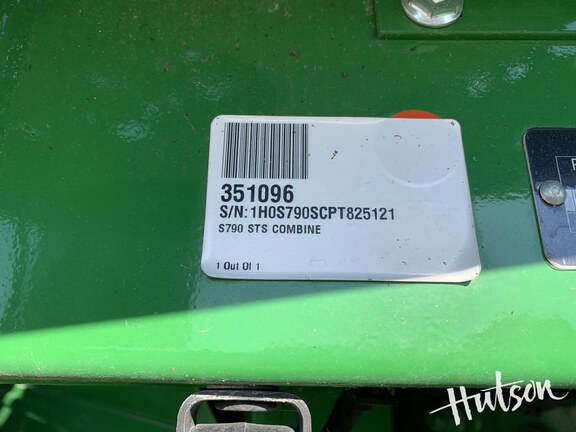 351096
S/N: 1H0S790SCPT825121
S790 STS COMBINE
1 Out Of 1
Hutson